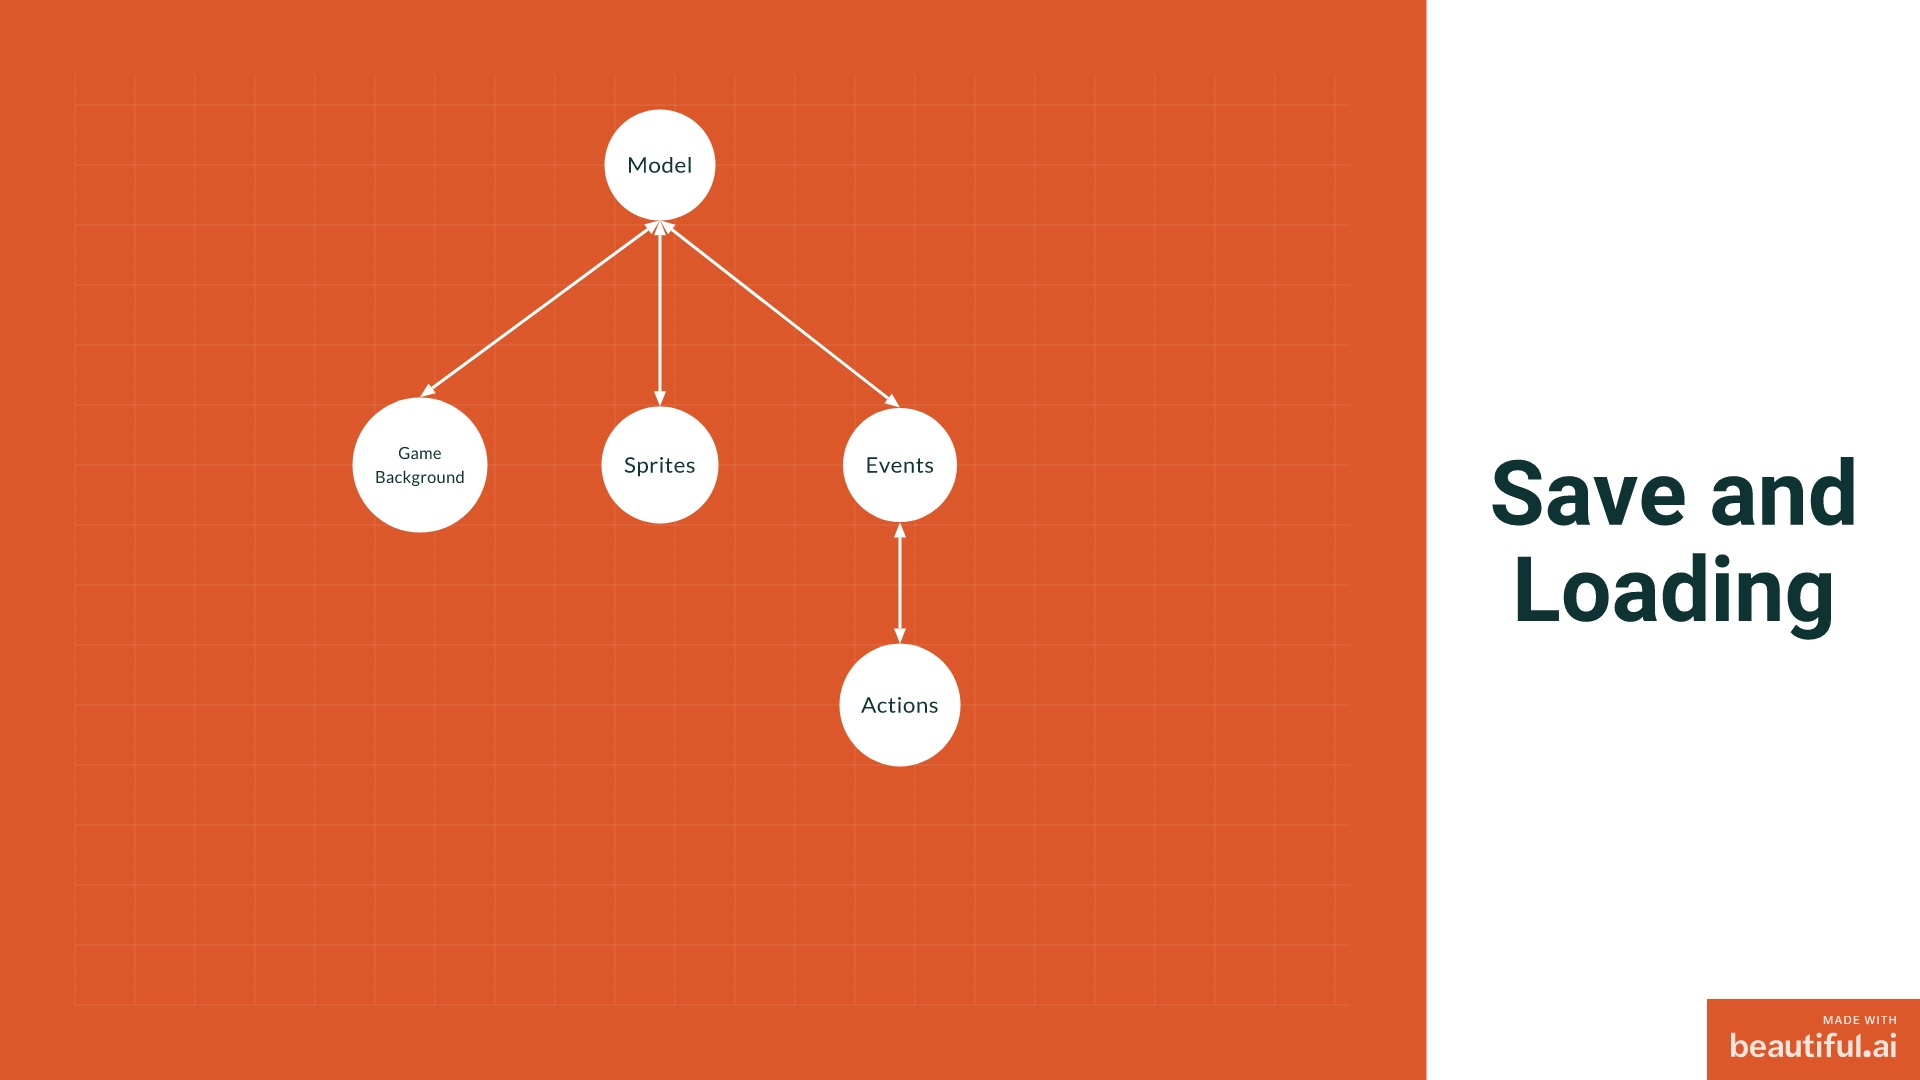 Model
Game
Background
Sprites
Events
Actions
Save and
Loading
MADE WITH
beautiful.ai